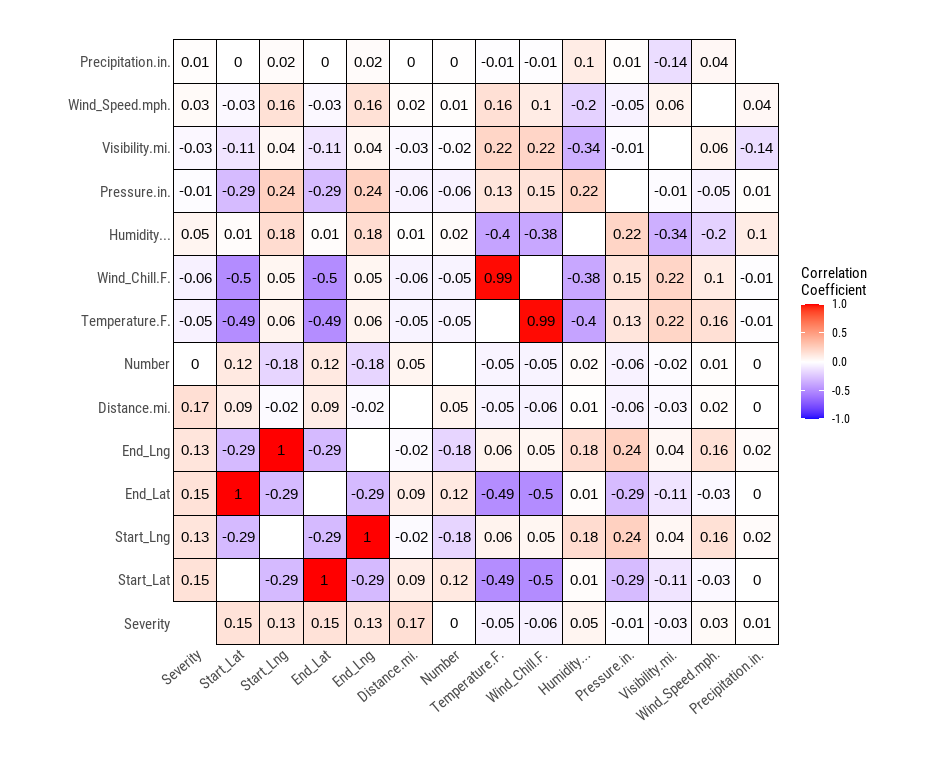 Precipitation.in. 0.01 0 0.02 0 0.02 0 0 -0.01 -0.01 0.1 0.01 -0.14 0.04
Wind_Speed.mph. 0.03 -0.03 0.16 -0.03 0.16 0.02 0.01 0.16 0.1 -0.2 -0.05 0.06 0.04
Visibility.mi. -0.03 -0.11 0.04 -0.11 0.04 -0.03 -0.02 0.22 0.22 -0.34 -0.01 0.06 -0.14
Pressure.in. -0.01 -0.29 0.24 -0.29 0.24 -0.06 -0.06 0.13 0.15 0.22 -0.01 -0.05 0.01
Humidity... 0.05 0.01 0.18 0.01 0.18 0.01 0.02 -0.4 -0.38 0.22 -0.34 -0.2 0.1
Wind_Chill.F. -0.06 -0.5 0.05 -0.5 0.05 -0.06 -0.05 0.99 -0.38 0.15 0.22 0.1 -0.01
Temperature.F. -0.05 -0.49 0.06 -0.49 0.06 -0.05 -0.05 0.99 -0.4 0.13 0.22 0.16 -0.01
Number 0 0.12 -0.18 0.12 -0.18 0.05 -0.05 -0.05 0.02 -0.06 -0.02 0.01 0
Distance.mi. 0.17 0.09 -0.02 0.09 -0.02 0.05 -0.05 -0.06 0.01 -0.06 -0.03 0.02 0
End_Lng 0.13 -0.29 1 -0.29 -0.02 -0.18 0.06 0.05 0.18 0.24 0.04 0.16 0.02
End_Lat 0.15 1 -0.29 -0.29 0.09 0.12 -0.49 -0.5 0.01 -0.29 -0.11 -0.03 0
Start_Lng 0.13 -0.29 -0.29 1 -0.02 -0.18 0.06 0.05 0.18 0.24 0.04 0.16 0.02
Start_Lat 0.15 -0.29 1 -0.29 0.09 0.12 -0.49 -0.5 0.01 -0.29 -0.11 -0.03 0
Severity 0.15 0.13 0.15 0.13 0.17 0 -0.05 -0.06 0.05 -0.01 -0.03 0.03 0.01
Severity Start_Lat Start_Lng End_Lat End_Lng Distance.mi. Number Temperature.F. Wind_Chill.F. Humidity... Pressure.in. Visibility.mi. Wind_Speed.mph. Precipitation.in.
Correlation
Coefficient
1.0
0.5
0.0
-0.5
-1.0